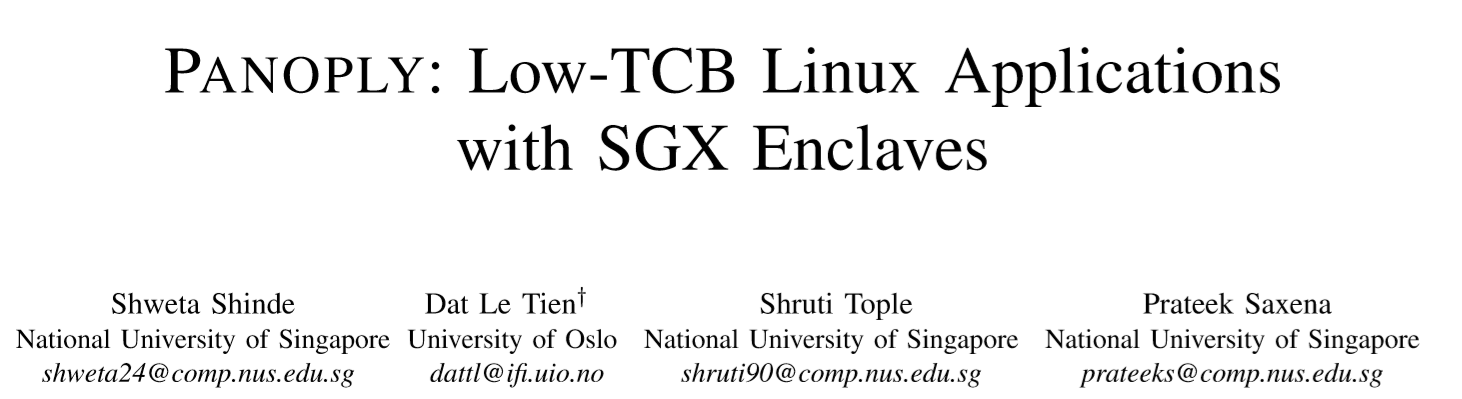 PANOPLY: Low-TCB Linux Applications
with SGX Enclaves
Shweta Shinde Dat Le Tien† Shruti Tople Prateek Saxena
National University of Singapore University of Oslo National University of Singapore National University of Singapore
shweta24@comp.nus.edu.sg dattl@ifi.uio.no shruti90@comp.nus.edu.sg prateeks@comp.nus.edu.sg